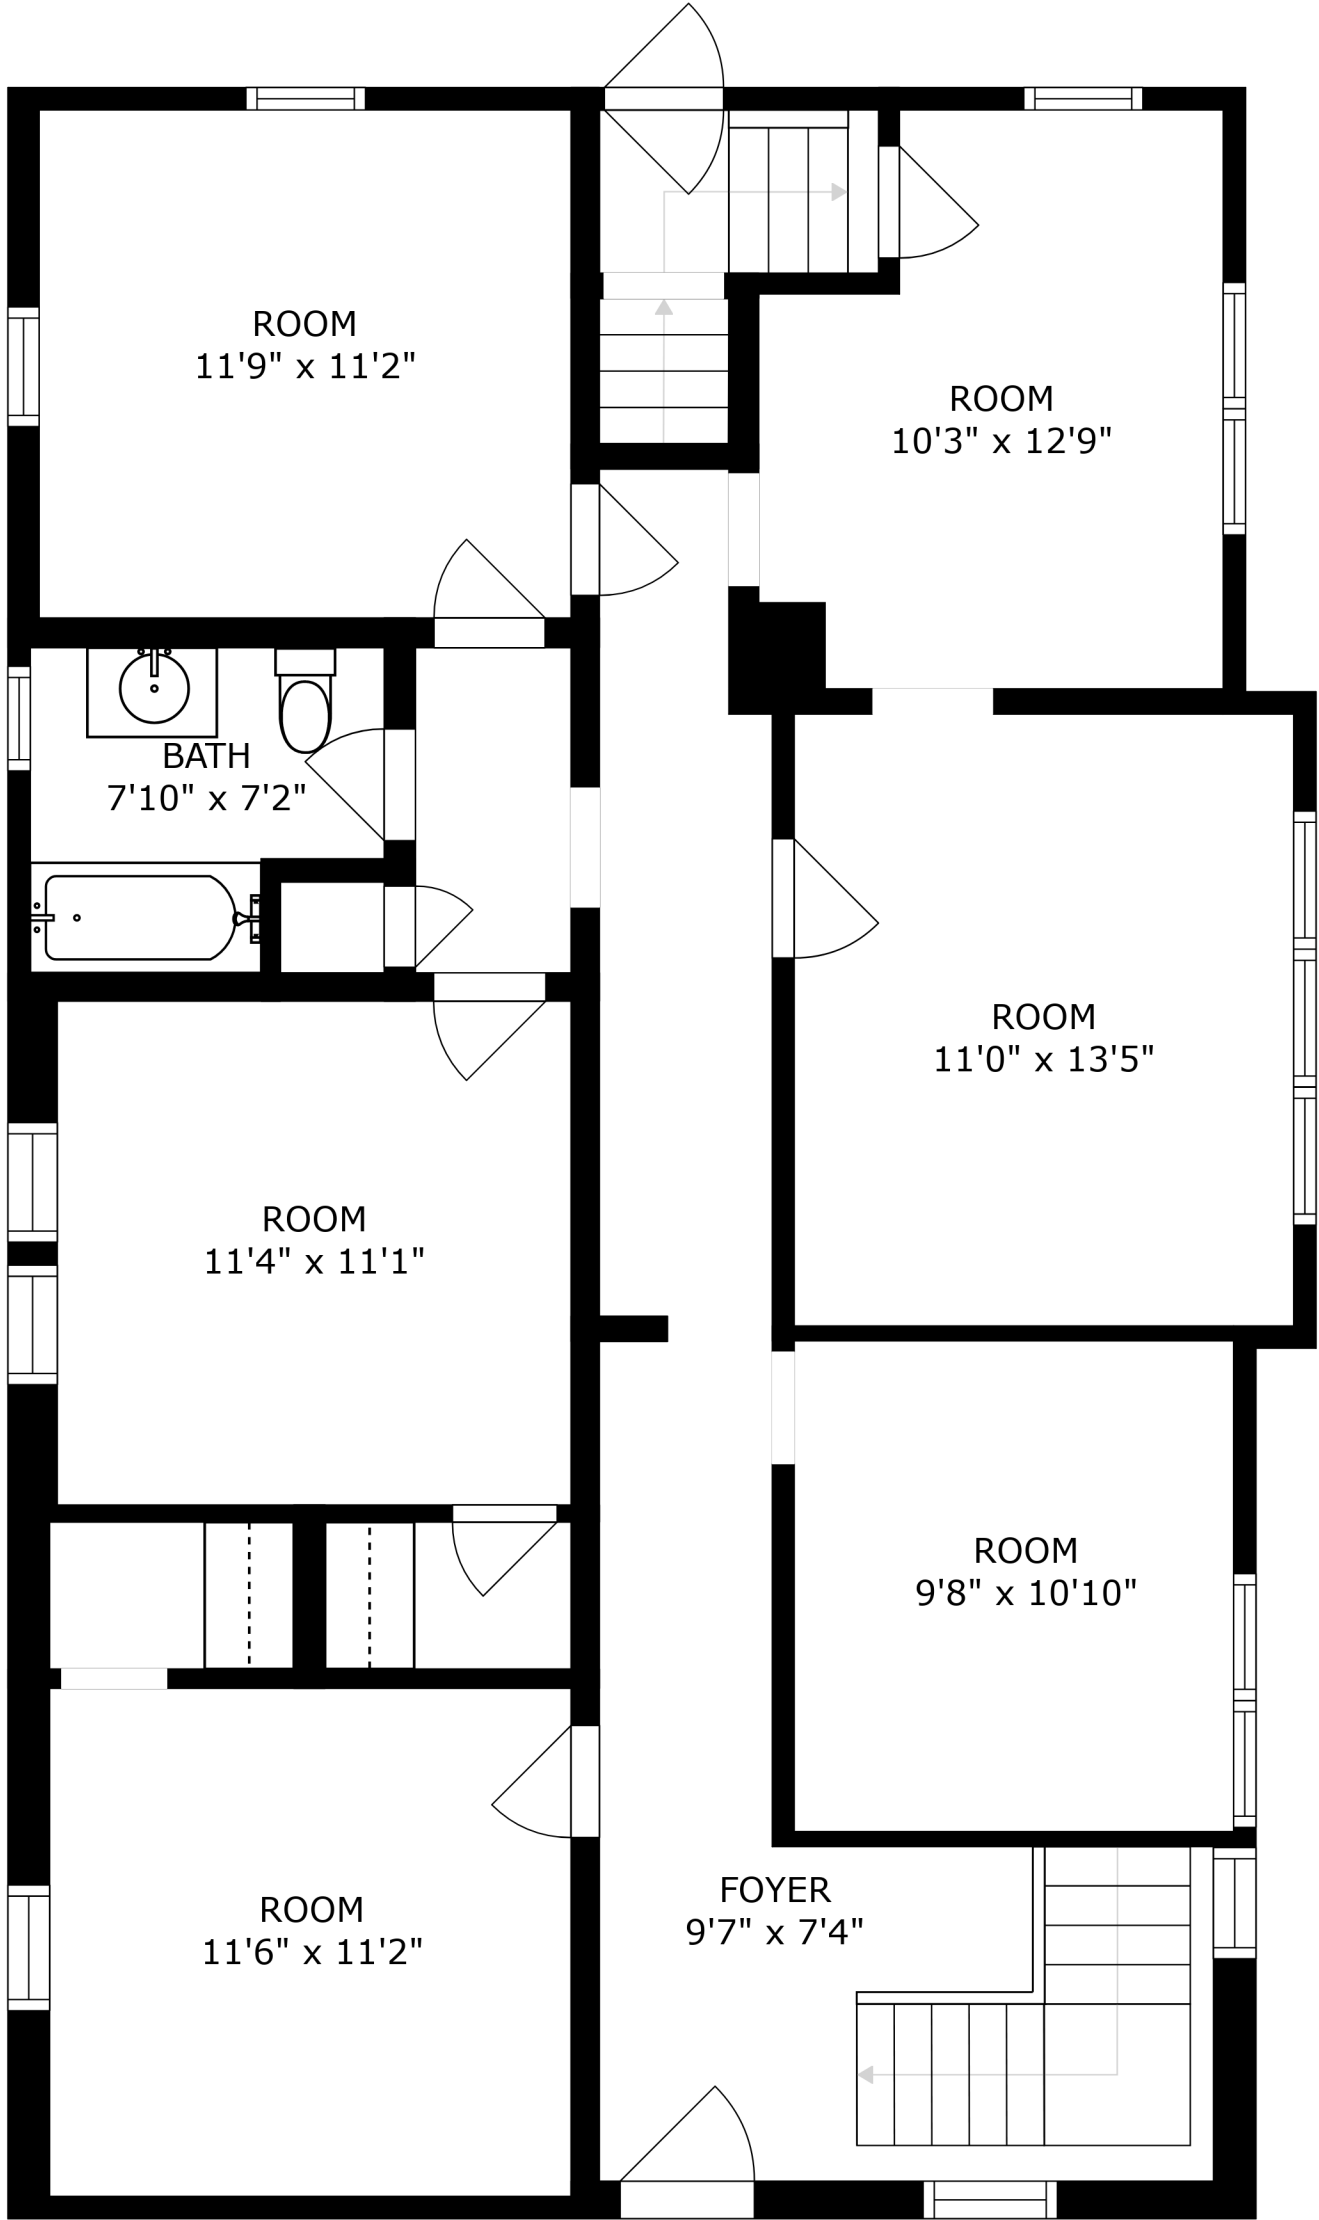 ROOM
11'9" x 11'2"
ROOM
10'3" x 12'9"
BATH
7'10" x 7'2"
ROOM
11'0" x 13'5"
ROOM
11'4" x 11'1"
ROOM
9'8" x 10'10"
FOYER
9'7" x 7'4"
ROOM
11'6" x 11'2"